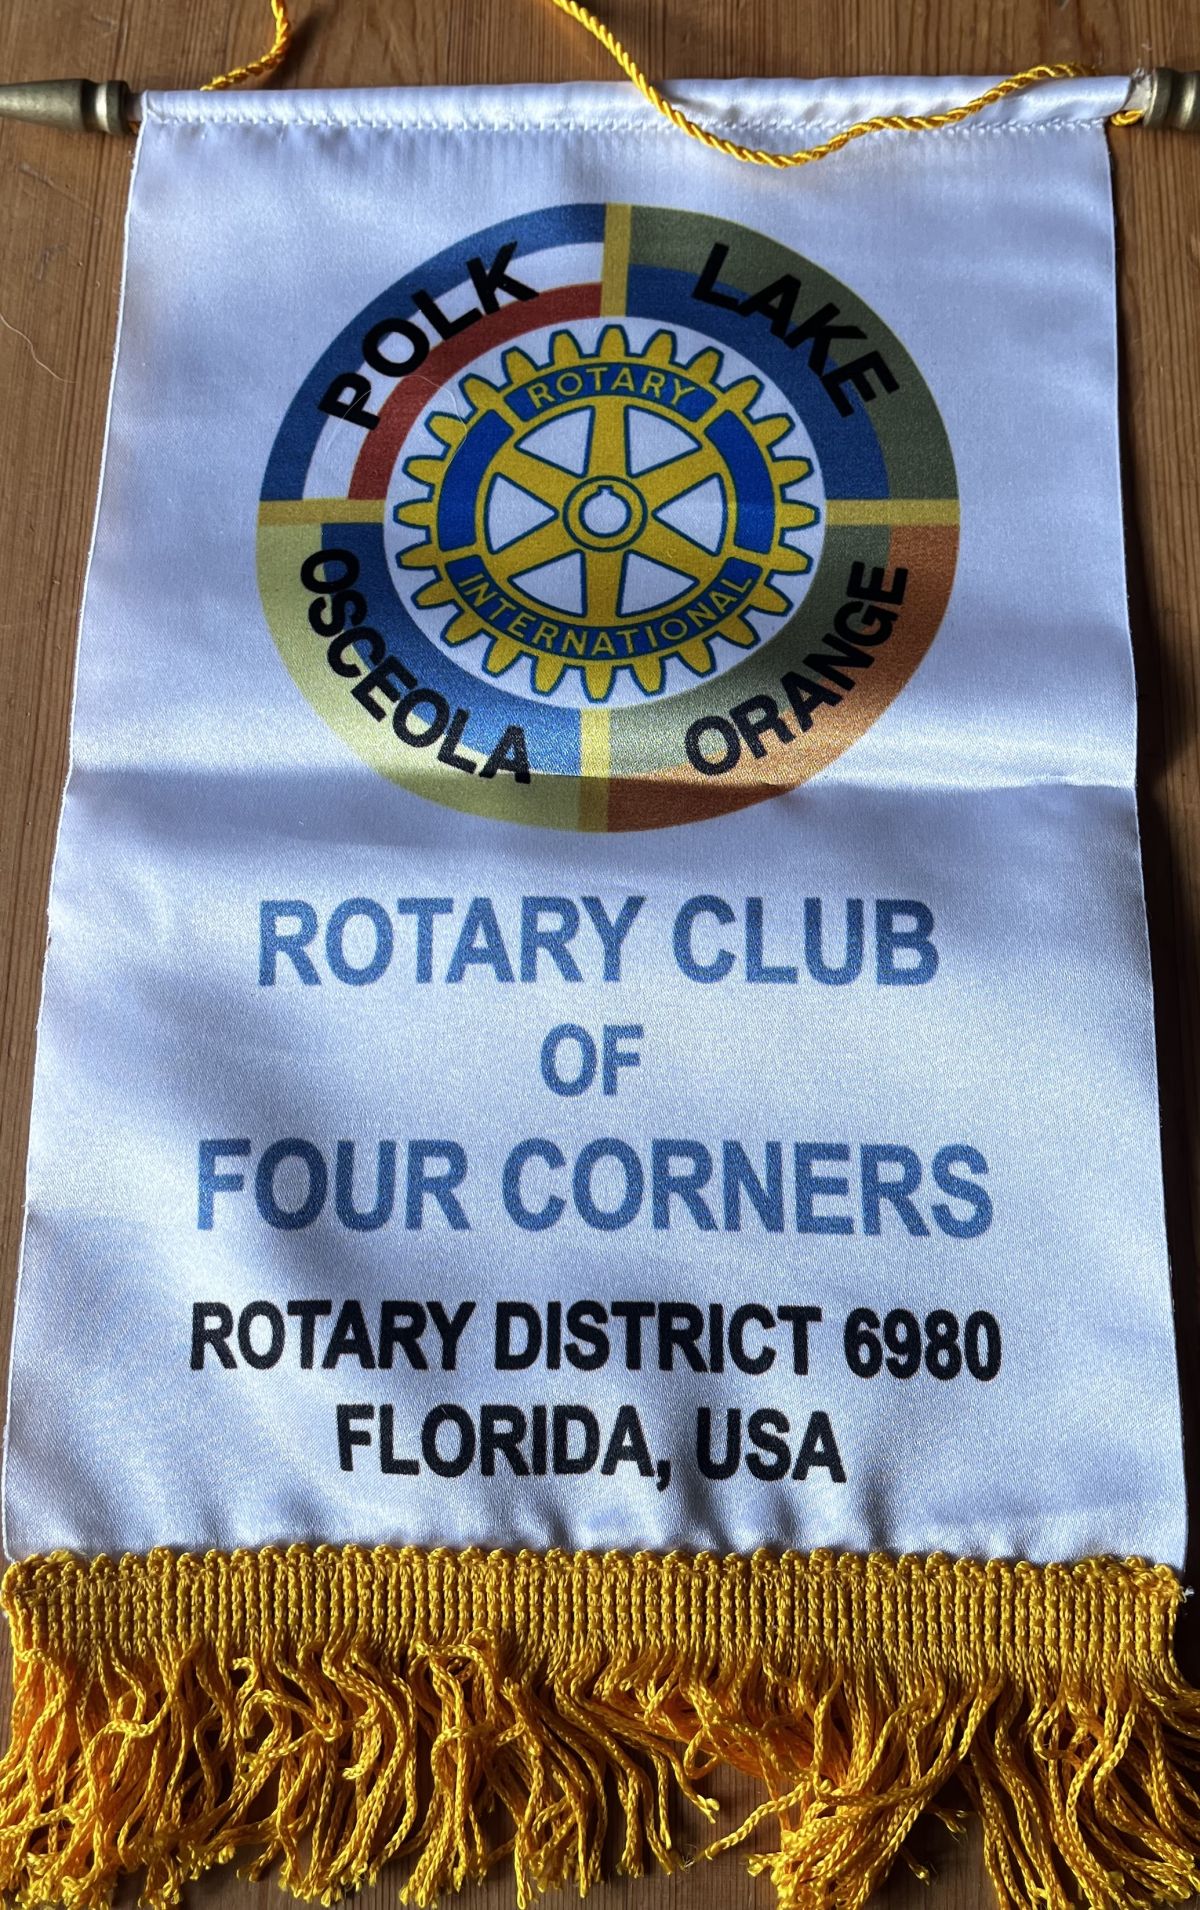 POLK
LAKE
ROTARY
INTERNATIONAL
OSCEOLA
ORANGE
ROTARY CLUB
OF
FOUR CORNERS
ROTARY DISTRICT 6980
FLORIDA, USA